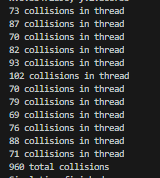 73 collisions in thread
87 collisions in thread
70 collisions in thread
82 collisions in thread
93 collisions in thread
102 collisions in thread
70 collisions in thread
79 collisions in thread
69 collisions in thread
76 collisions in thread
88 collisions in thread
71 collisions in thread
960 total collisions